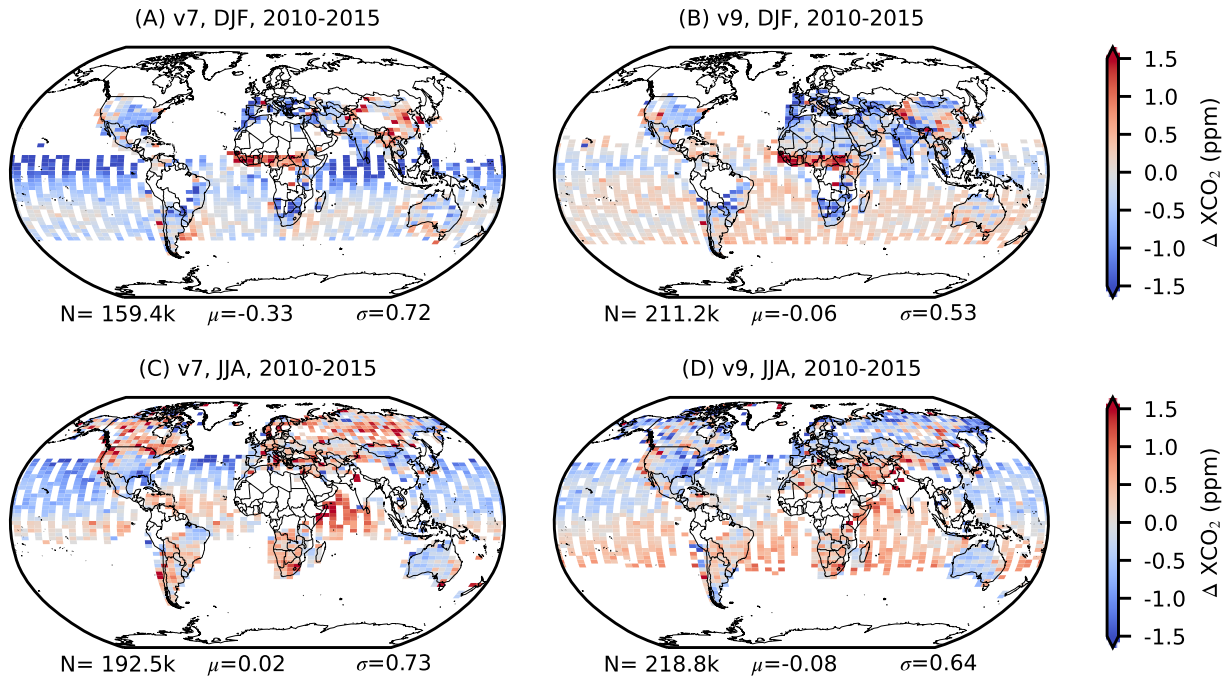 (A) v7, DJF, 2010-2015
(B) v9, DJF, 2010-2015
1.5
1.0
0.5
0.0
-0.5
-1.0
-1.5
Δ XCO₂ (ppm)
N= 159.4k μ=-0.33 σ=0.72
N= 211.2k μ=-0.06 σ=0.53
(C) v7, JJA, 2010-2015
(D) v9, JJA, 2010-2015
1.5
1.0
0.5
0.0
-0.5
-1.0
-1.5
Δ XCO₂ (ppm)
N= 192.5k μ=0.02 σ=0.73
N= 218.8k μ=-0.08 σ=0.64